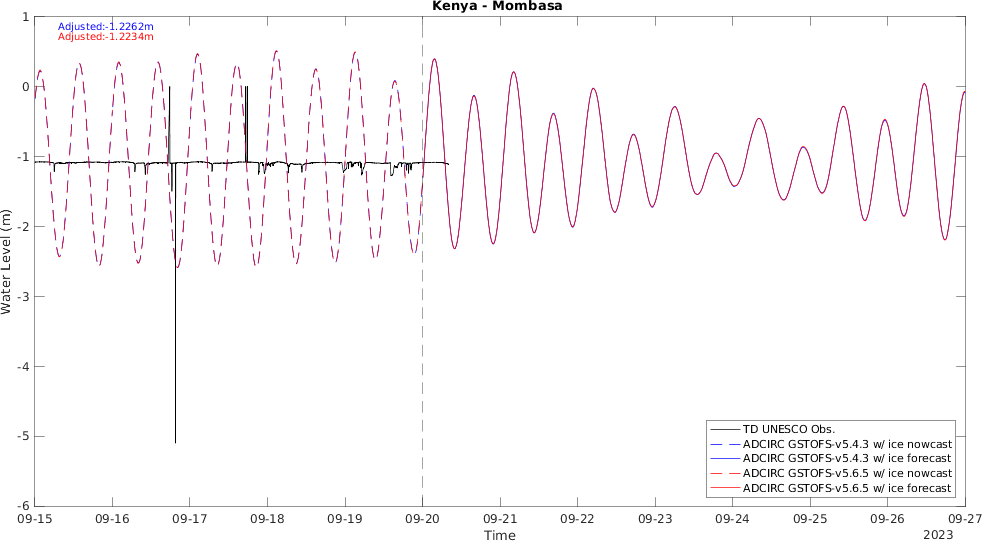 Kenya - Mombasa
Adjusted:-1.2262m
Adjusted:-1.2234m
1
0
-1
-2
-3
-4
-5
-6
Water Level (m)
TD UNESCO Obs.
ADCIRC GSTOFS-v5.4.3 w/ ice nowcast
ADCIRC GSTOFS-v5.4.3 w/ ice forecast
ADCIRC GSTOFS-v5.6.5 w/ ice nowcast
ADCIRC GSTOFS-v5.6.5 w/ ice forecast
09-15 09-16 09-17 09-18 09-19 09-20 09-21 09-22 09-23 09-24 09-25 09-26 09-27
Time
2023